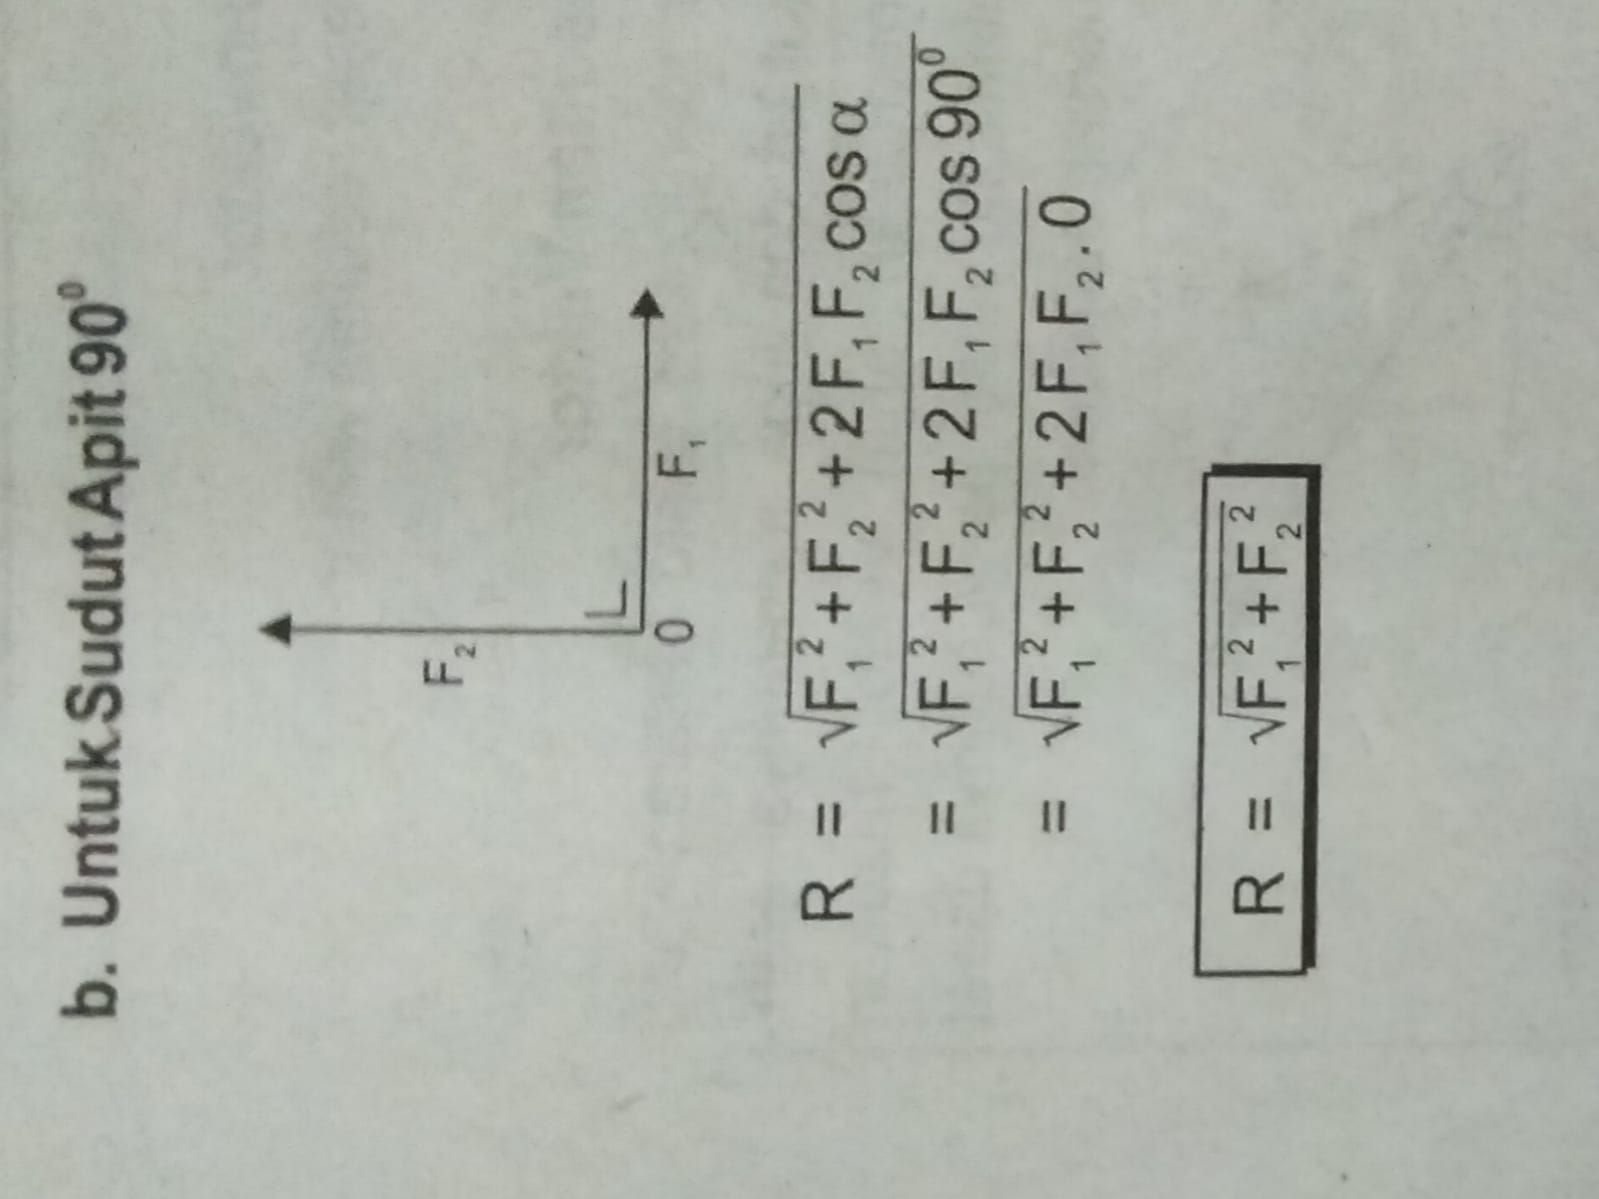 b. Untuk Sudut Apit 90⁰
F₂
0
F₁
R = √F₁² + F₂² + 2 F₁ F₂ cos α
= √F₁² + F₂² + 2 F₁ F₂ cos 90⁰
= √F₁² + F₂² + 2 F₁ F₂ . 0
R = √F₁² + F₂²